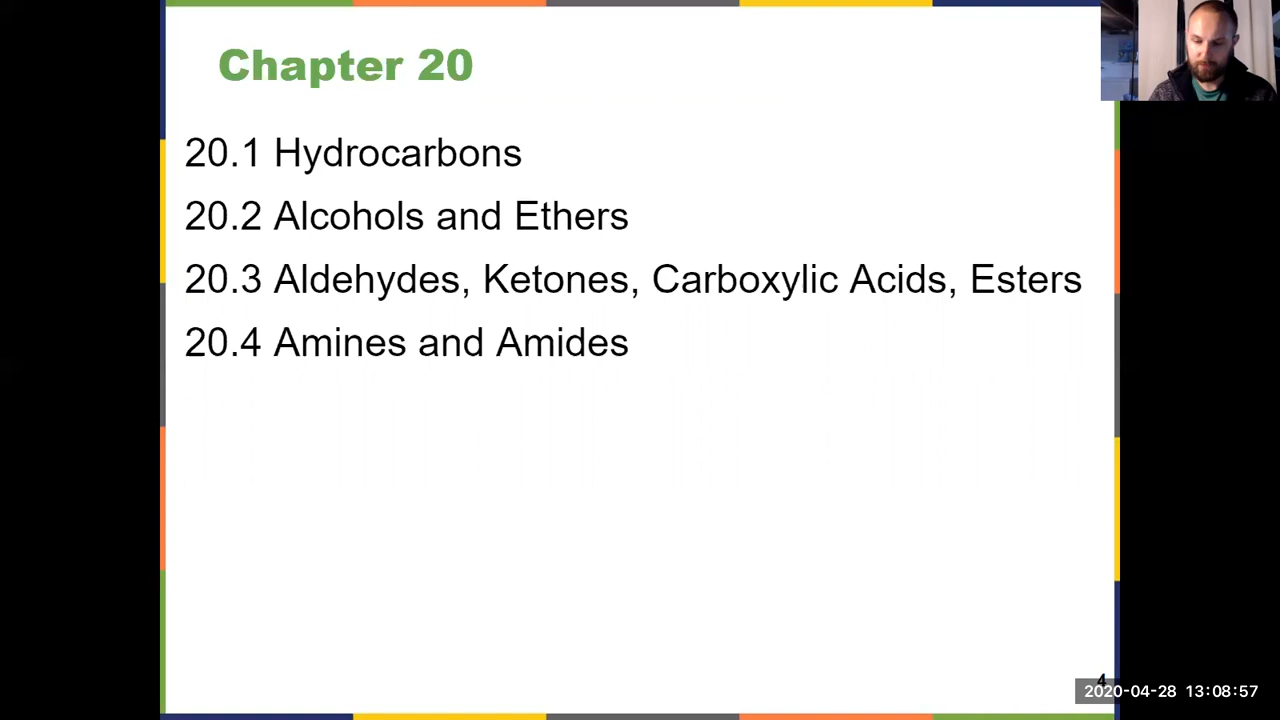 Chapter 20
20.1 Hydrocarbons
20.2 Alcohols and Ethers
20.3 Aldehydes, Ketones, Carboxylic Acids, Esters
20.4 Amines and Amides
4
2020-04-28 13:08:57